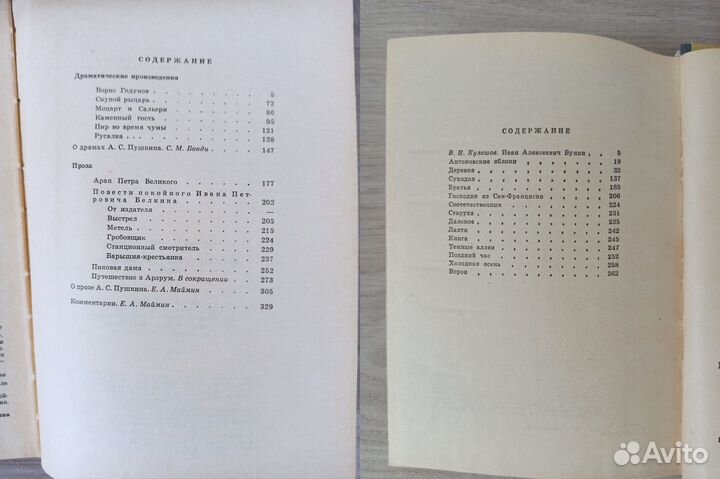 СОДЕРЖАНИЕ
Драматические произведения
Борис Годунов . . . . . . . . 5
Скупой рыцарь . . . . . . . . 72
Моцарт и Сальери . . . . . . . 86
Каменный гость . . . . . . . . 95
Пир во время чумы . . . . . . . 121
Русалка . . . . . . . . . . 128
О драмах А. С. Пушкина. С. М. Бонди . . . . 147
Проза
Арап Петра Великого . . . . . . . 177
Повести покойного Ивана Пет-
ровича Белкина . . . . . . . 202
От издателя . . . . . . . . —
Выстрел . . . . . . . . . 205
Метель . . . . . . . . . 215
Гробовщик . . . . . . . . 224
Станционный смотритель . . . . . 229
Барышня-крестьянка . . . . . . 237
Пиковая дама . . . . . . . . . 252
Путешествие в Арзрум. В сокращении . . . 273
О прозе А. С. Пушкина. Е. А. Маймин . . . . 305
Комментарии. Е. А. Маймин . . . . . . 329
СОДЕРЖАНИЕ
В. И. Кулешов. Иван Алексеевич Бунин . . 5
Антоновские яблоки . . . . . . 19
Деревня . . . . . . . . . 32
Суходол . . . . . . . . . 137
Братья . . . . . . . . . 185
Господин из Сан-Франциско . . . . 206
Соотечественник . . . . . . . 224
Старуха . . . . . . . . . 231
Далекое . . . . . . . . . 235
Лапти . . . . . . . . . 242
Книга . . . . . . . . . 245
Темные аллеи . . . . . . . . 247
Поздний час . . . . . . . . 252
Холодная осень . . . . . . . 258
Ворон . . . . . . . . . 262
Avito